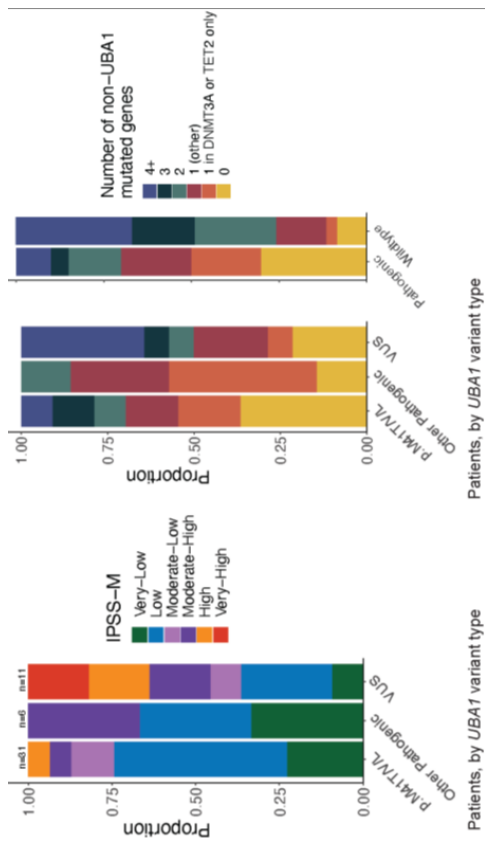 IPSS−M
Very−Low
Low
Moderate−Low
Moderate−High
High
Very−High
Proportion
1.00
0.75
0.50
0.25
0.00
n=31
n=6
n=11
p.M41T/V/L
Other Pathogenic
VUS
Patients, by UBA1 variant type
Number of non−UBA1
mutated genes
4+
3
2
1 (other)
1 in DNMT3A or TET2 only
0
Proportion
1.00
0.75
0.50
0.25
0.00
p.M41T/V/L
Other Pathogenic
VUS
Pathogenic
Wildtype
Patients, by UBA1 variant type